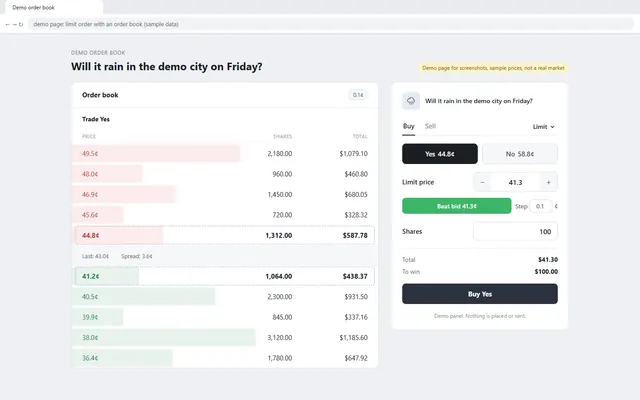 Demo order book
demo page: limit order with an order book (sample data)
DEMO ORDER BOOK
Will it rain in the demo city on Friday?
Demo page for screenshots, sample prices, not a real market
Order book
0.1¢
Trade Yes
PRICE SHARES TOTAL
49.5¢ 2,180.00 $1,079.10
48.0¢ 960.00 $460.80
46.9¢ 1,450.00 $680.05
45.6¢ 720.00 $328.32
44.8¢ 1,312.00 $587.78
Last: 43.0¢ Spread: 3.6¢
41.2¢ 1,064.00 $438.37
40.5¢ 2,300.00 $931.50
39.9¢ 845.00 $337.16
38.0¢ 3,120.00 $1,185.60
36.4¢ 1,780.00 $647.92
Will it rain in the demo city on Friday?
Buy Sell Limit
Yes 44.8¢ No 58.8¢
Limit price − 41.3 +
Beat bid 41.3¢ Step 0.1 ¢
Shares 100
Total $41.30
To win $100.00
Buy Yes
Demo panel. Nothing is placed or sent.